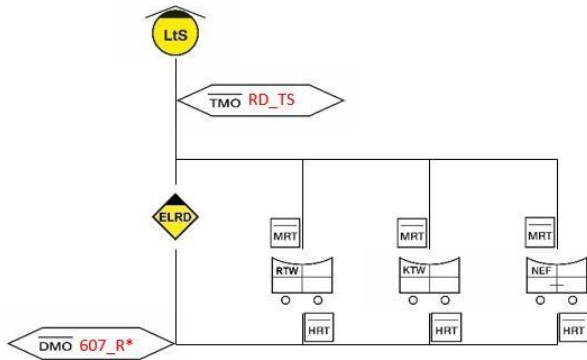 LtS
TMO RD_TS
ELRD
MRT MRT MRT
RTW KTW NEF
HRT HRT HRT
DMO 607_R*